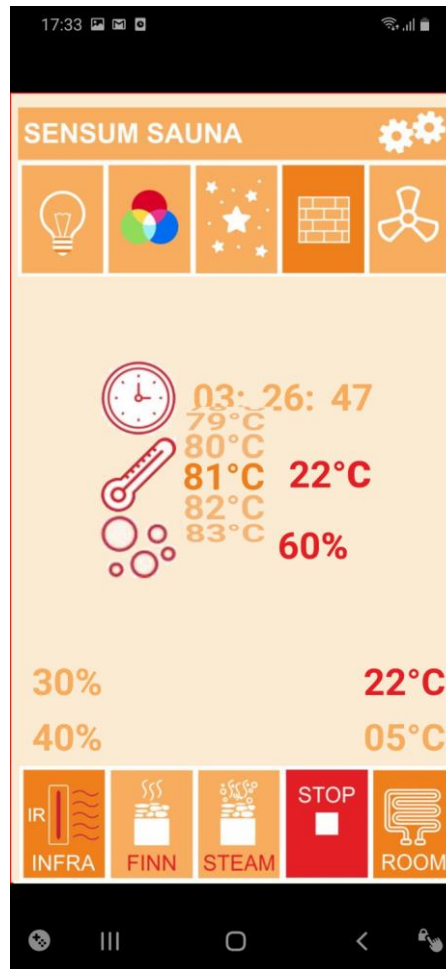 17:33
SENSUM SAUNA
03: 26: 47
79°C
80°C
81°C 22°C
82°C
83°C
60%
30% 22°C
40% 05°C
IR
STOP
INFRA FINN STEAM ROOM